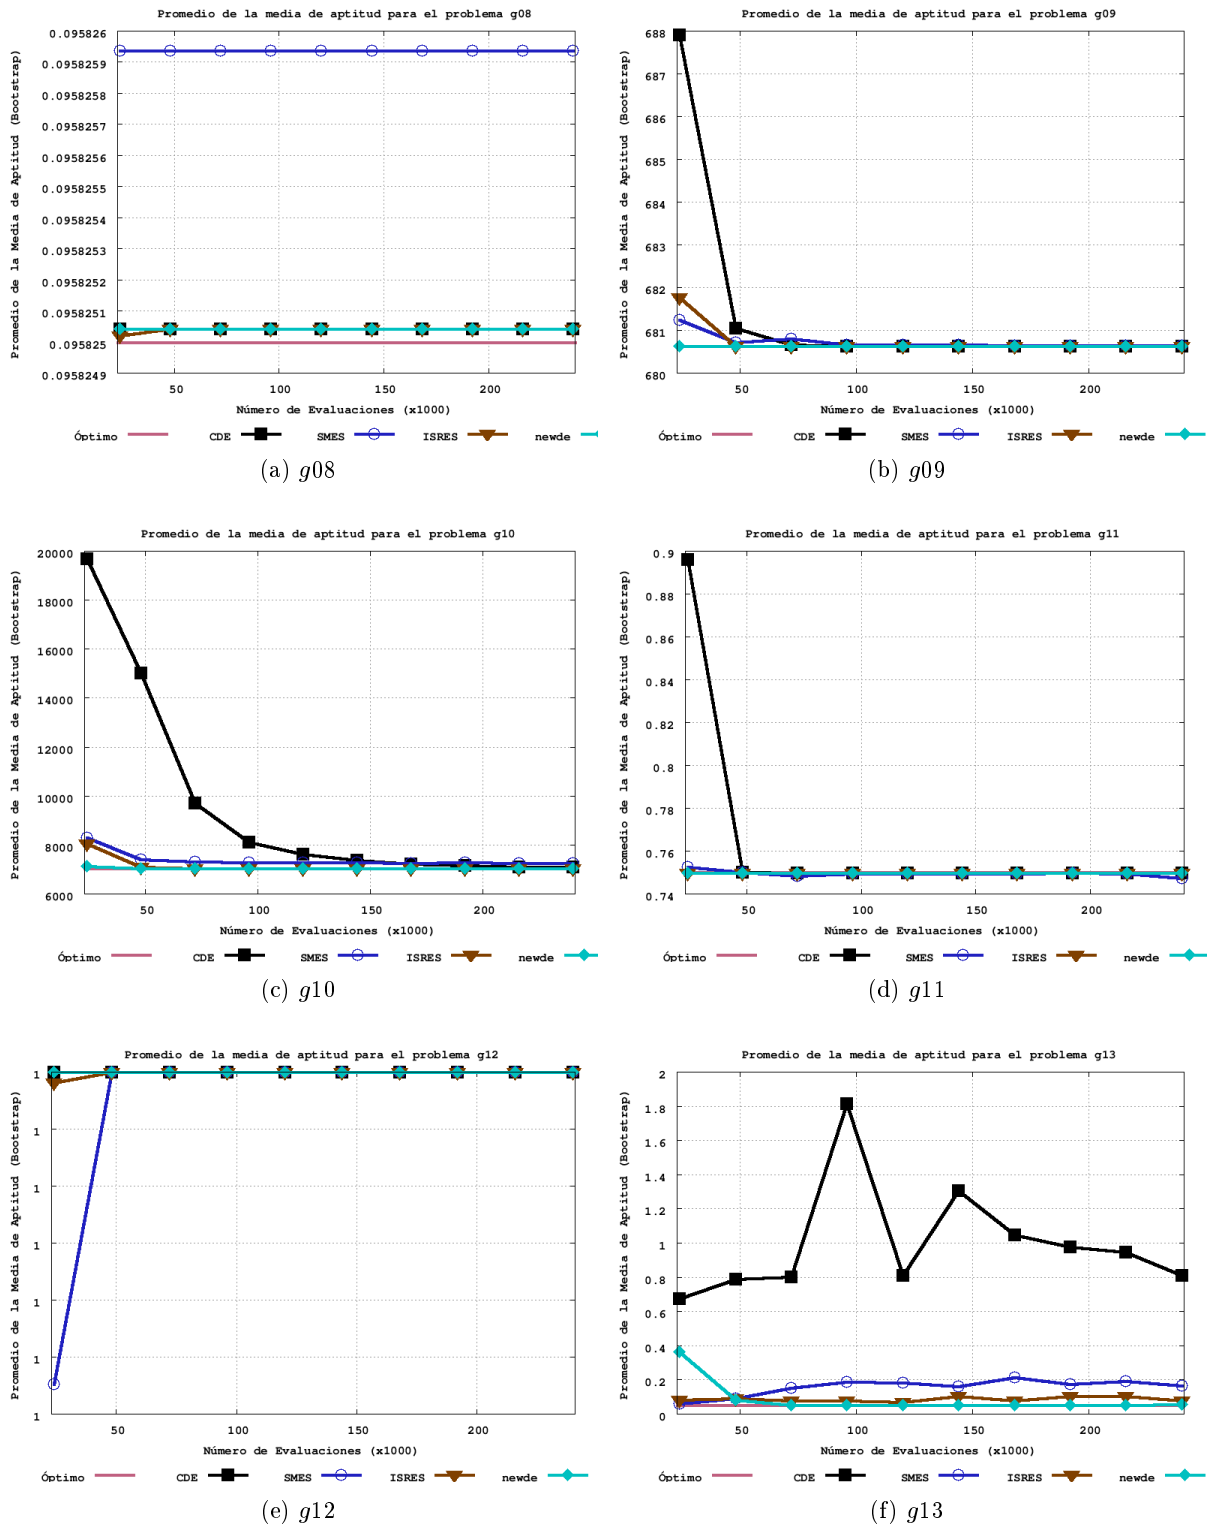 Promedio de la media de aptitud para el problema g08
Promedio de la Media de Aptitud (Bootstrap)
0.095826
0.0958259
0.0958258
0.0958257
0.0958256
0.0958255
0.0958254
0.0958253
0.0958252
0.0958251
0.095825
0.0958249
50 100 150 200
Número de Evaluaciones (x1000)
Óptimo CDE SMES ISRES newde
(a) g08
Promedio de la media de aptitud para el problema g09
Promedio de la Media de Aptitud (Bootstrap)
688
687
686
685
684
683
682
681
680
50 100 150 200
Número de Evaluaciones (x1000)
Óptimo CDE SMES ISRES newde
(b) g09
Promedio de la media de aptitud para el problema g10
Promedio de la Media de Aptitud (Bootstrap)
20000
18000
16000
14000
12000
10000
8000
6000
50 100 150 200
Número de Evaluaciones (x1000)
Óptimo CDE SMES ISRES newde
(c) g10
Promedio de la media de aptitud para el problema g11
Promedio de la Media de Aptitud (Bootstrap)
0.9
0.88
0.86
0.84
0.82
0.8
0.78
0.76
0.74
50 100 150 200
Número de Evaluaciones (x1000)
Óptimo CDE SMES ISRES newde
(d) g11
Promedio de la media de aptitud para el problema g12
Promedio de la Media de Aptitud (Bootstrap)
1
1
1
1
1
1
1
50 100 150 200
Número de Evaluaciones (x1000)
Óptimo CDE SMES ISRES newde
(e) g12
Promedio de la media de aptitud para el problema g13
Promedio de la Media de Aptitud (Bootstrap)
2
1.8
1.6
1.4
1.2
1
0.8
0.6
0.4
0.2
0
50 100 150 200
Número de Evaluaciones (x1000)
Óptimo CDE SMES ISRES newde
(f) g13